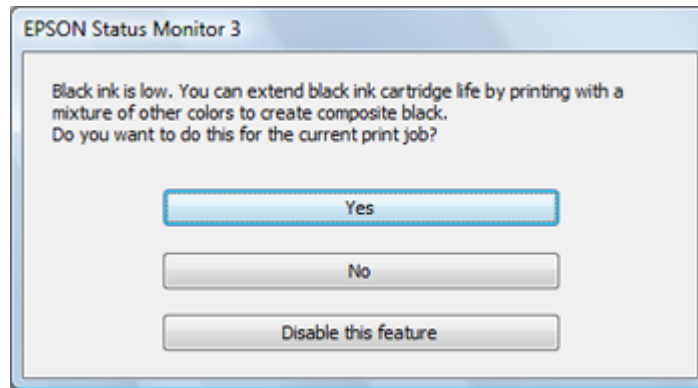 EPSON Status Monitor 3
Black ink is low. You can extend black ink cartridge life by printing with a
mixture of other colors to create composite black.
Do you want to do this for the current print job?
Yes
No
Disable this feature